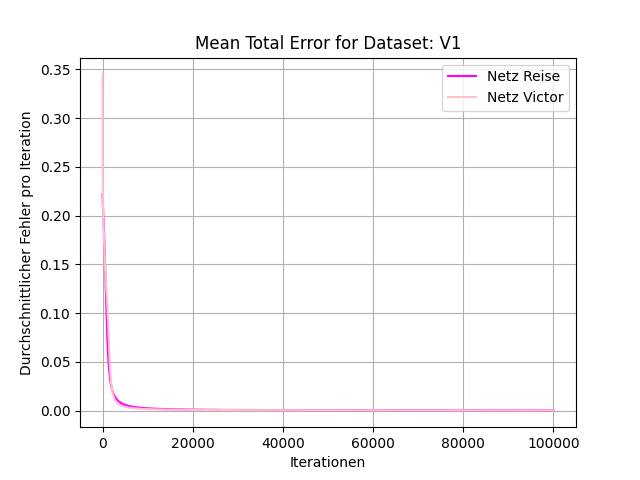 Mean Total Error for Dataset: V1
Netz Reise
Netz Victor
Durchschnittlicher Fehler pro Iteration
0.35
0.30
0.25
0.20
0.15
0.10
0.05
0.00
0 20000 40000 60000 80000 100000
Iterationen